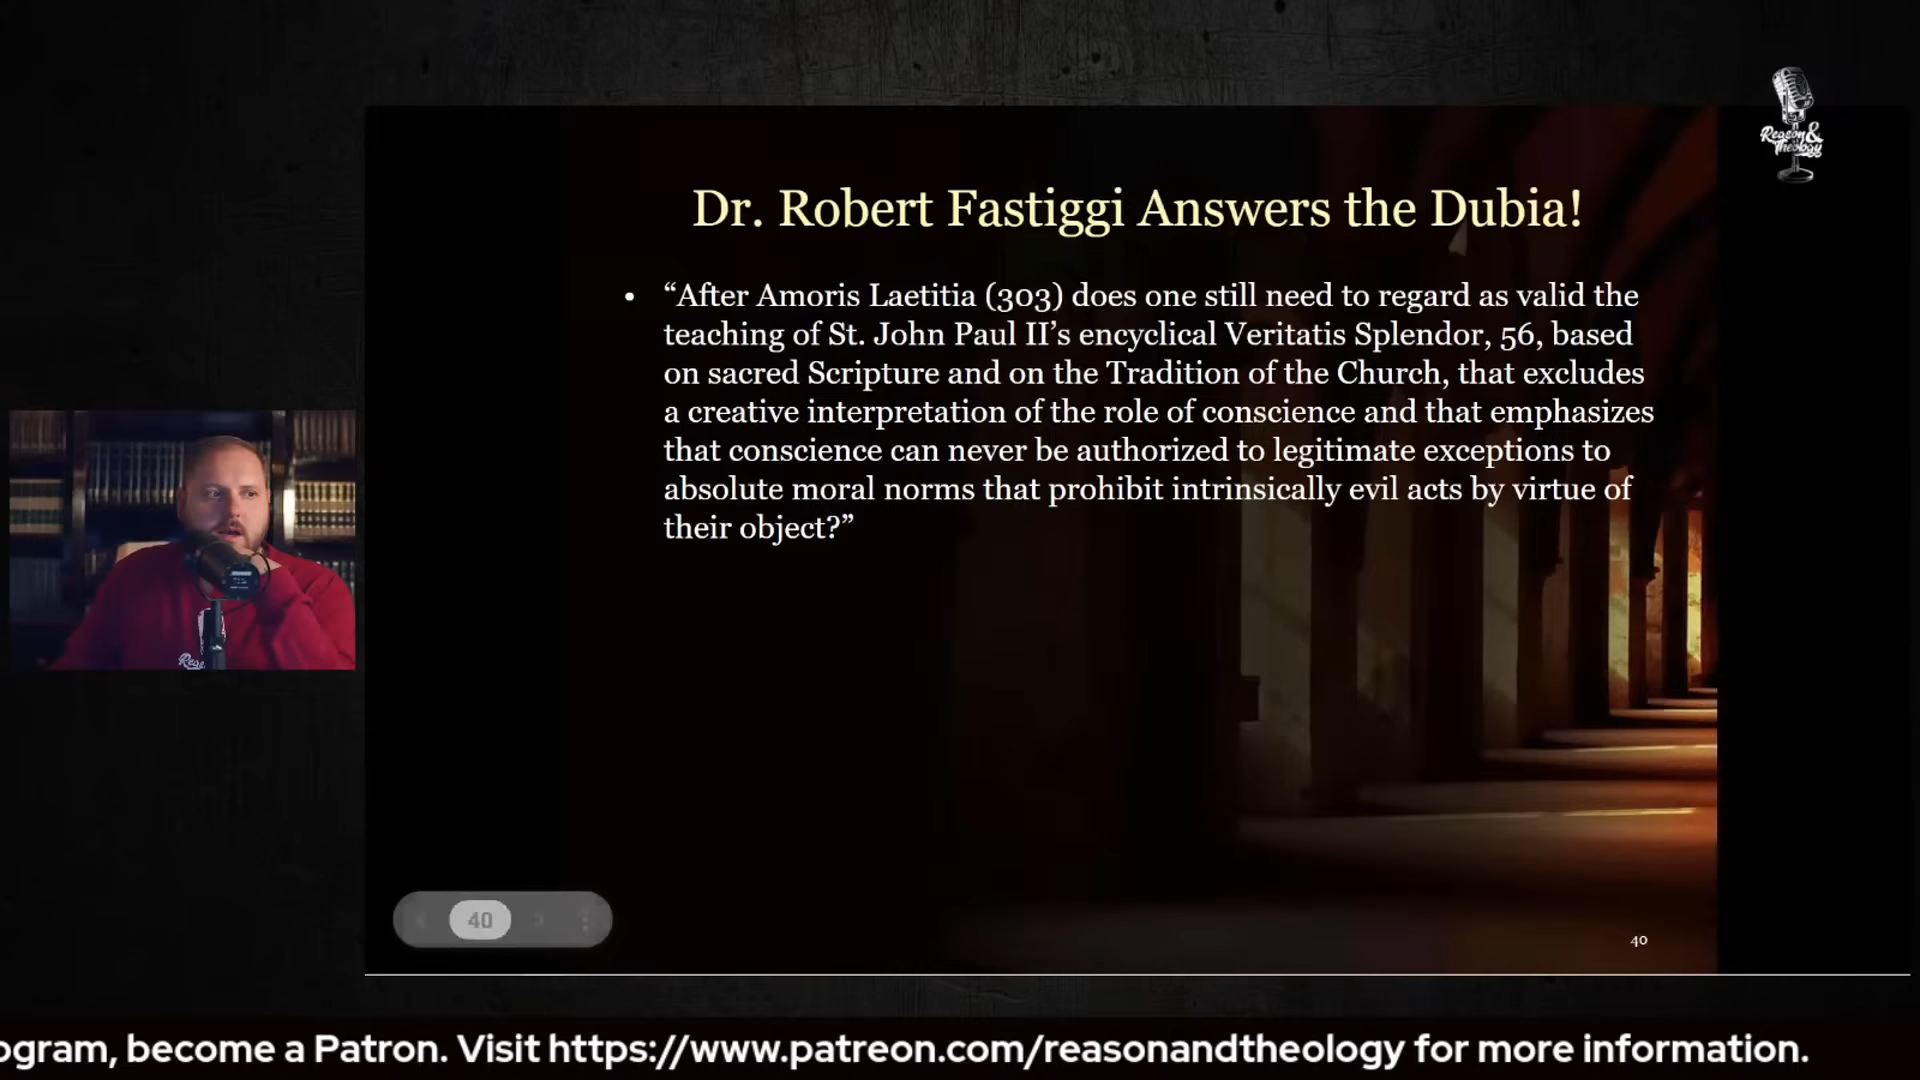 Reason &
Theology
Dr. Robert Fastiggi Answers the Dubia!
• “After Amoris Laetitia (303) does one still need to regard as valid the
teaching of St. John Paul II’s encyclical Veritatis Splendor, 56, based
on sacred Scripture and on the Tradition of the Church, that excludes
a creative interpretation of the role of conscience and that emphasizes
that conscience can never be authorized to legitimate exceptions to
absolute moral norms that prohibit intrinsically evil acts by virtue of
their object?”
Reas
40
40
ogram, become a Patron. Visit https://www.patreon.com/reasonandtheology for more information.